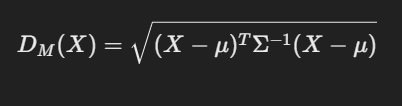 D_M(X) = √((X − μ)^T Σ^{−1} (X − μ))